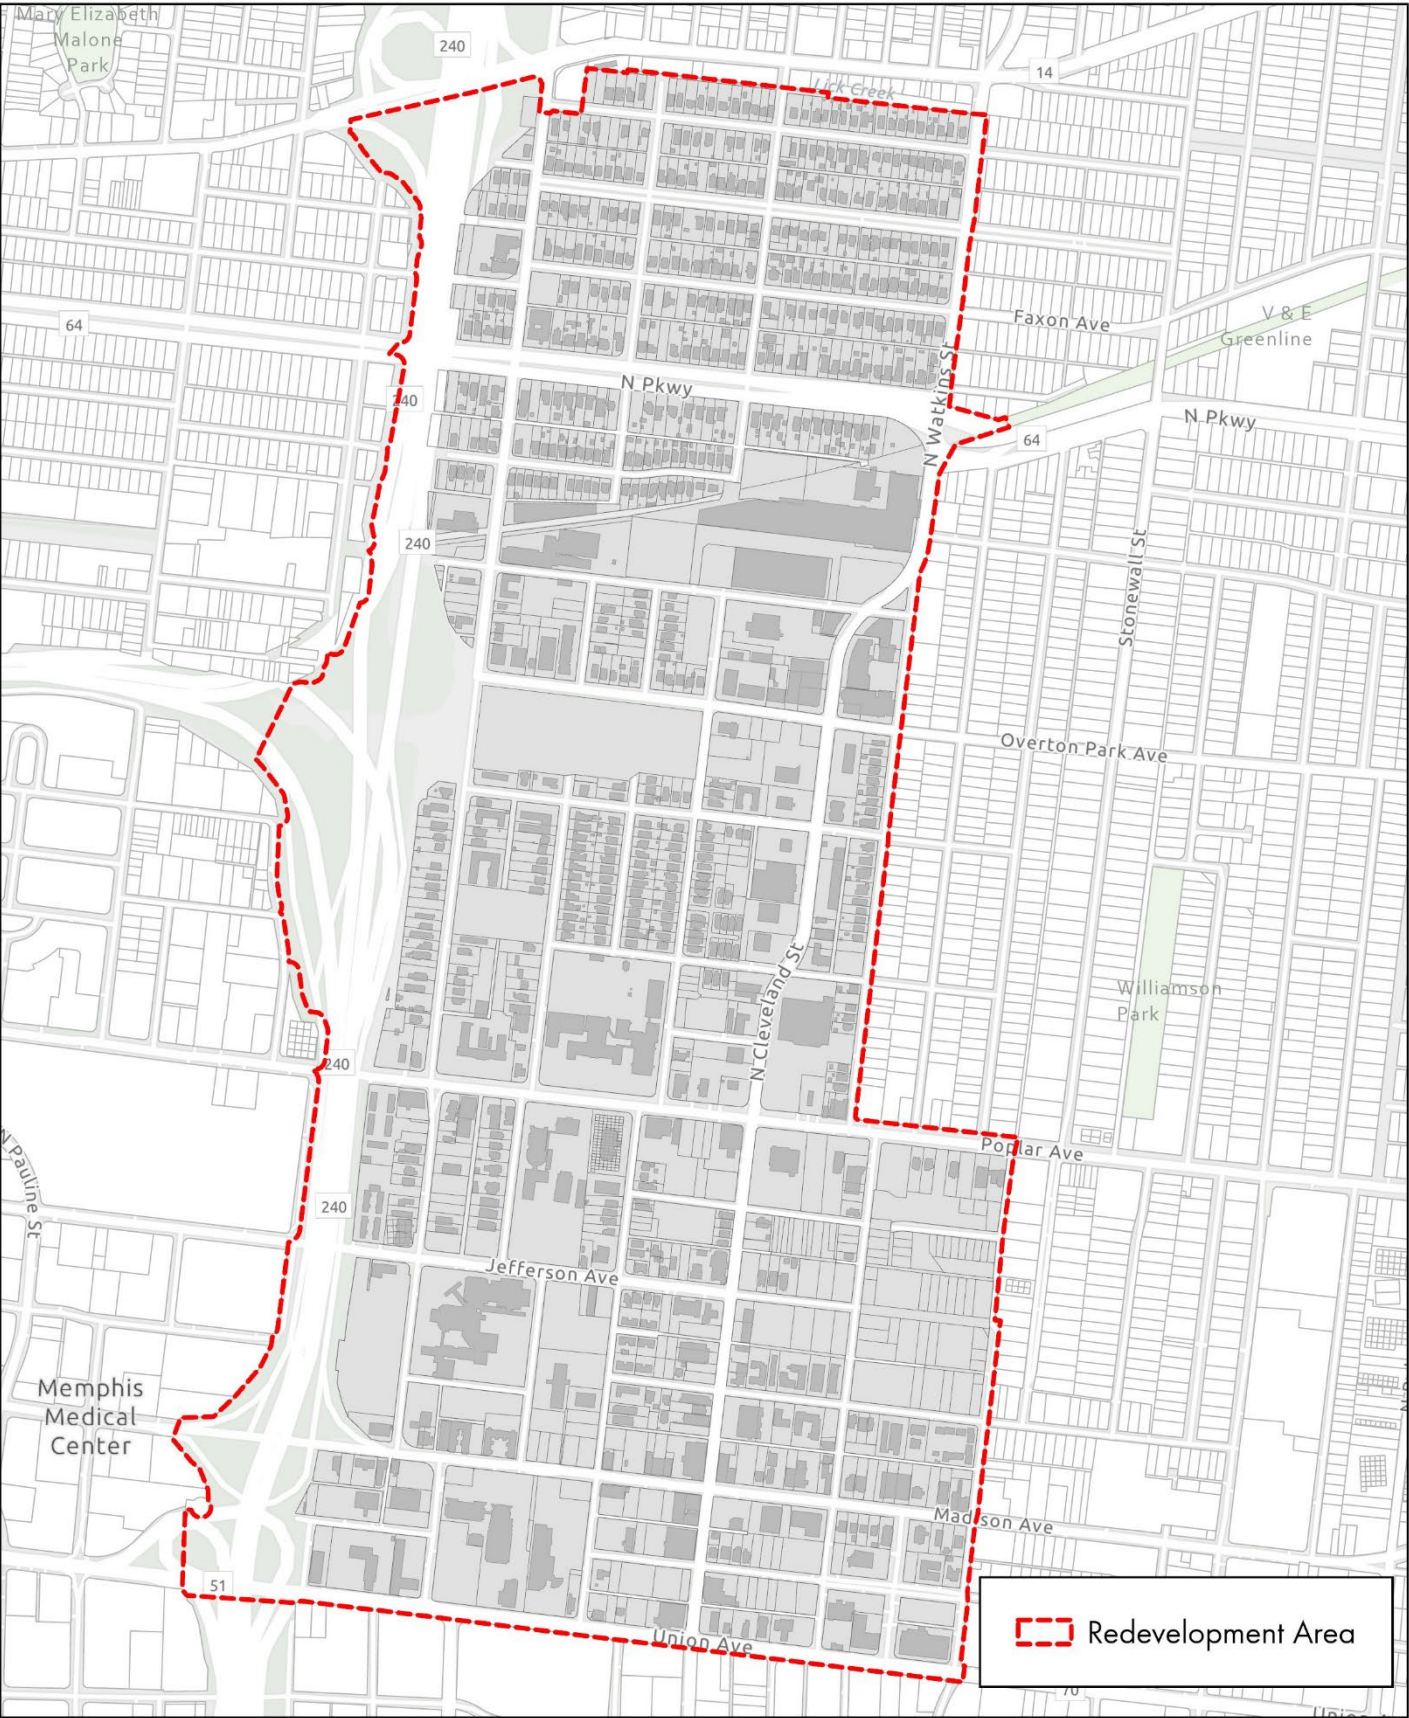 Mary Elizabeth
Malone
Park
240
14
Lick Creek
64
Faxon Ave
V & E
Greenline
N Pkwy
240
N Watkins St
64
N Pkwy
240
Stonewall St
Overton Park Ave
N Cleveland St
Williamson
Park
240
N Pauline St
Poplar Ave
240
Jefferson Ave
Memphis
Medical
Center
Madison Ave
51
Union Ave
Redevelopment Area
70